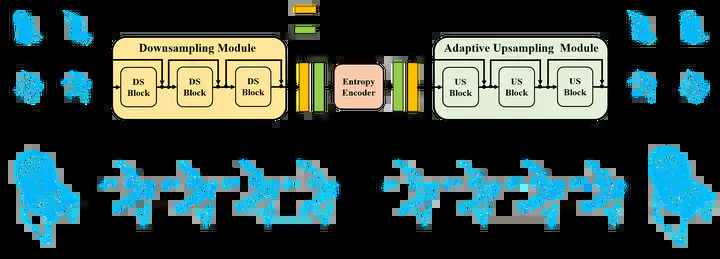 Downsampling Module
DS Block
DS Block
DS Block
Entropy Encoder
Adaptive Upsampling Module
US Block
US Block
US Block